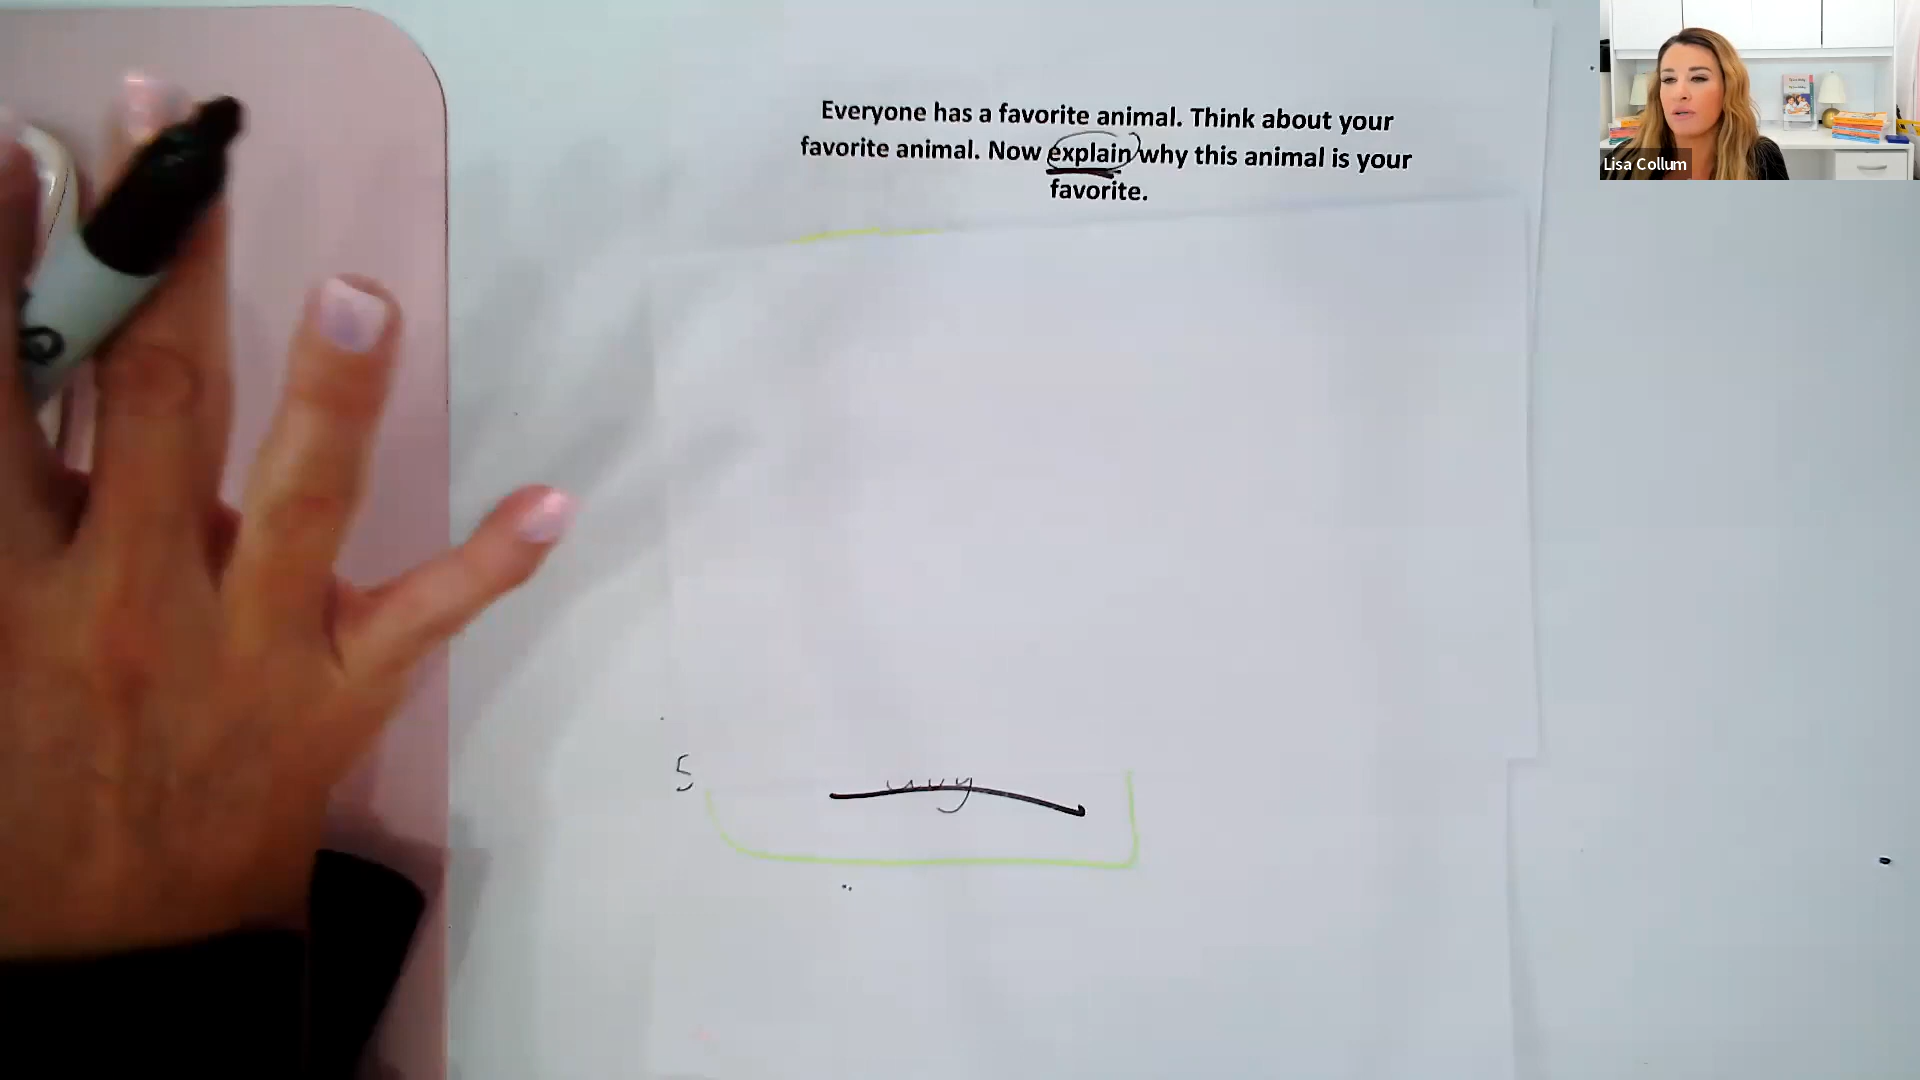 Everyone has a favorite animal. Think about your
favorite animal. Now explain why this animal is your
favorite.
Lisa Collum
5